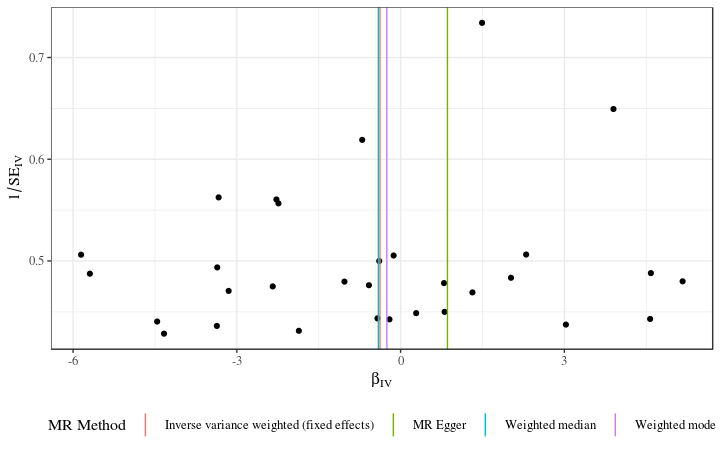 0.7
0.6
0.5
1/SE_IV
-6 -3 0 3
β_IV
MR Method Inverse variance weighted (fixed effects) MR Egger Weighted median Weighted mode